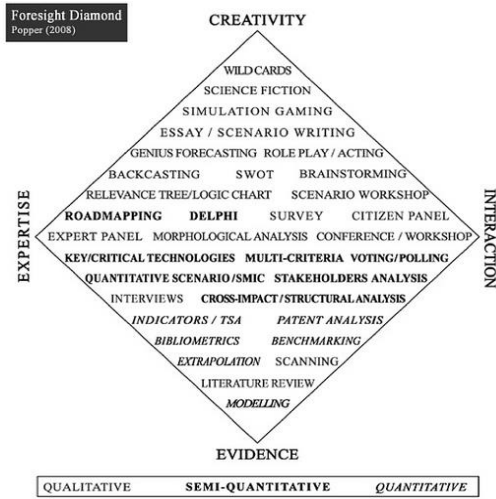 Foresight Diamond
Popper (2008)
CREATIVITY
WILD CARDS
SCIENCE FICTION
SIMULATION GAMING
ESSAY / SCENARIO WRITING
GENIUS FORECASTING ROLE PLAY / ACTING
BACKCASTING SWOT BRAINSTORMING
RELEVANCE TREE/LOGIC CHART SCENARIO WORKSHOP
ROADMAPPING DELPHI SURVEY CITIZEN PANEL
EXPERT PANEL MORPHOLOGICAL ANALYSIS CONFERENCE / WORKSHOP
KEY/CRITICAL TECHNOLOGIES MULTI-CRITERIA VOTING/POLLING
QUANTITATIVE SCENARIO/SMIC STAKEHOLDERS ANALYSIS
INTERVIEWS CROSS-IMPACT / STRUCTURAL ANALYSIS
INDICATORS / TSA PATENT ANALYSIS
BIBLIOMETRICS BENCHMARKING
EXTRAPOLATION SCANNING
LITERATURE REVIEW
MODELLING
EXPERTISE
INTERACTION
EVIDENCE
QUALITATIVE SEMI-QUANTITATIVE QUANTITATIVE